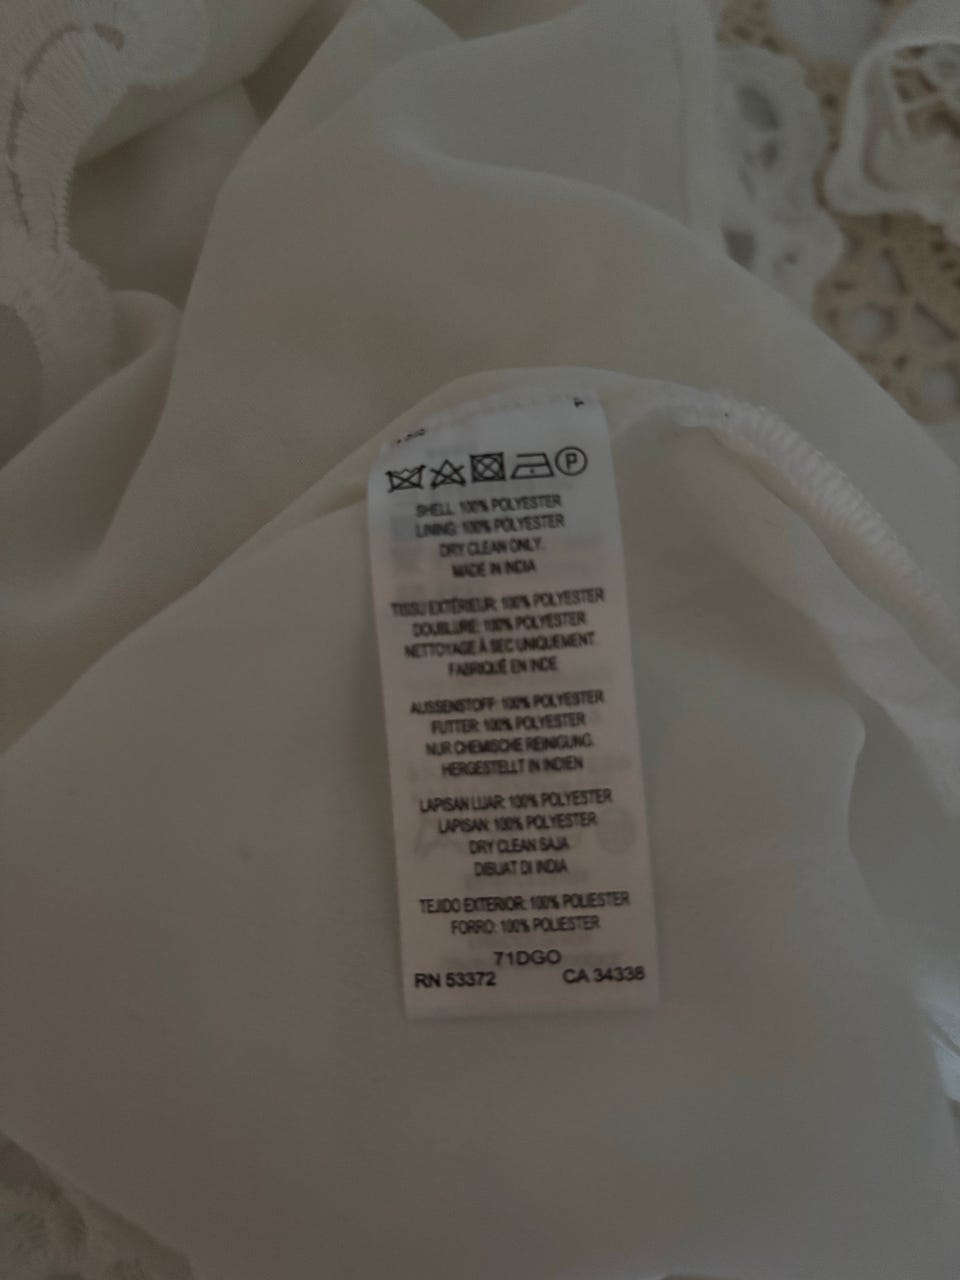 P
SHELL: 100% POLYESTER
LINING: 100% POLYESTER
DRY CLEAN ONLY.
MADE IN INDIA
TISSU EXTÉRIEUR: 100% POLYESTER
DOUBLURE: 100% POLYESTER
NETTOYAGE À SEC UNIQUEMENT.
FABRIQUÉ EN INDE
AUSSENSTOFF: 100% POLYESTER
FUTTER: 100% POLYESTER
NUR CHEMISCHE REINIGUNG.
HERGESTELLT IN INDIEN
LAPISAN LUAR: 100% POLYESTER
LAPISAN: 100% POLYESTER
DRY CLEAN SAJA
DIBUAT DI INDIA
TEJIDO EXTERIOR: 100% POLIESTER
FORRO: 100% POLIESTER
71DGO
RN 53372 CA 34338